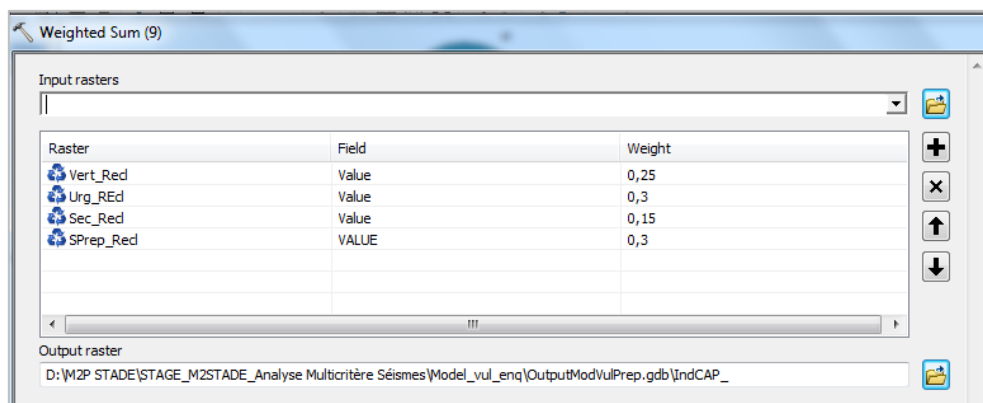 Weighted Sum (9)
Input rasters
Raster Field Weight
Vert_Recl Value 0,25
Urg_REcl Value 0,3
Sec_Recl Value 0,15
SPrep_Recl VALUE 0,3
Output raster
D:\M2P STADE\STAGE_M2STADE_Analyse Multicritère Séismes\Model_vul_enq\OutputModVulPrep.gdb\IndCAP_